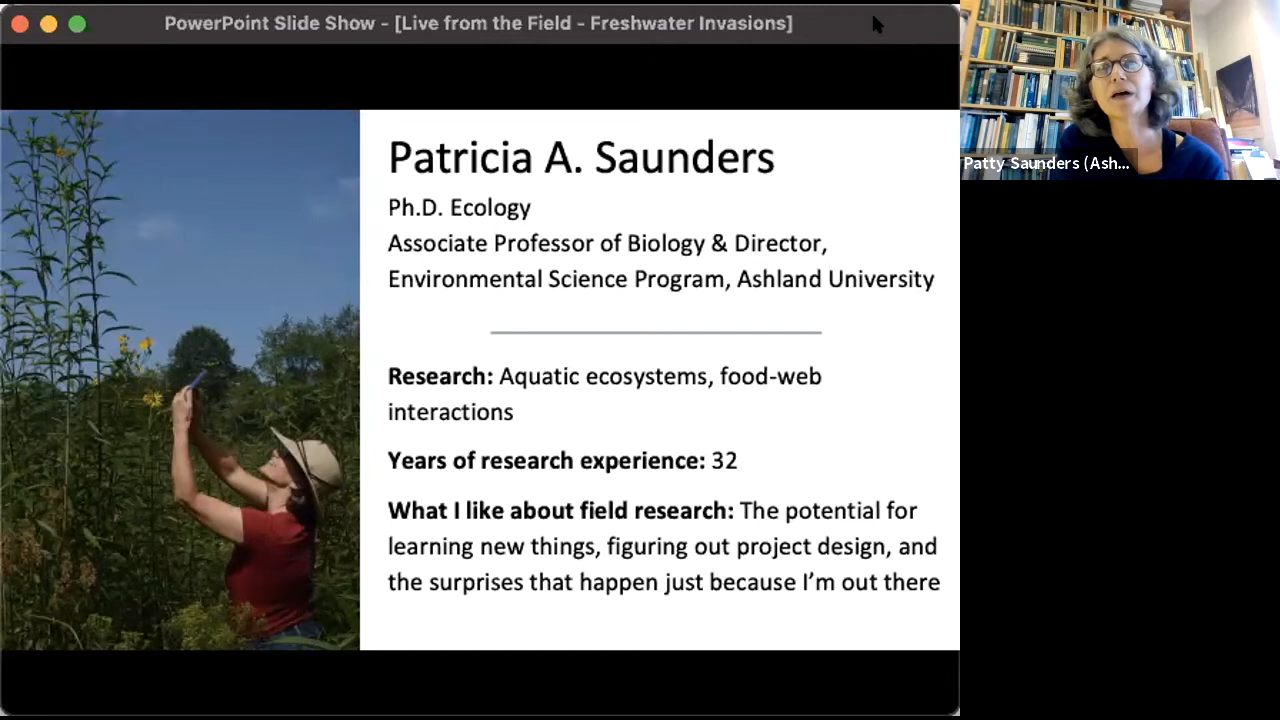 PowerPoint Slide Show - [Live from the Field - Freshwater Invasions]
Patricia A. Saunders
Ph.D. Ecology
Associate Professor of Biology & Director,
Environmental Science Program, Ashland University
Research: Aquatic ecosystems, food-web
interactions
Years of research experience: 32
What I like about field research: The potential for
learning new things, figuring out project design, and
the surprises that happen just because I’m out there
Patty Saunders (Ash...